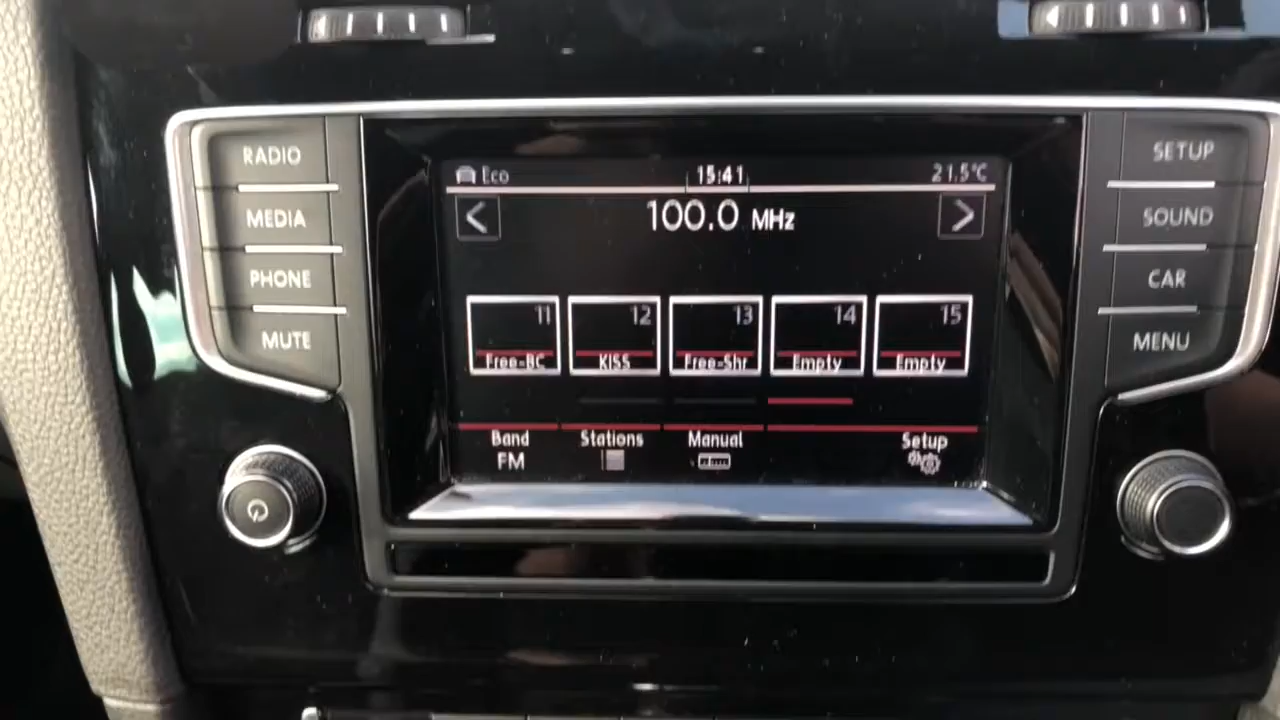 RADIO
MEDIA
PHONE
MUTE
Eco 15:41 21.5°C
100.0 MHz
11 12 13 14 15
Free-BC KISS Free-Shr Empty Empty
Band Stations Manual Setup
FM
SETUP
SOUND
CAR
MENU